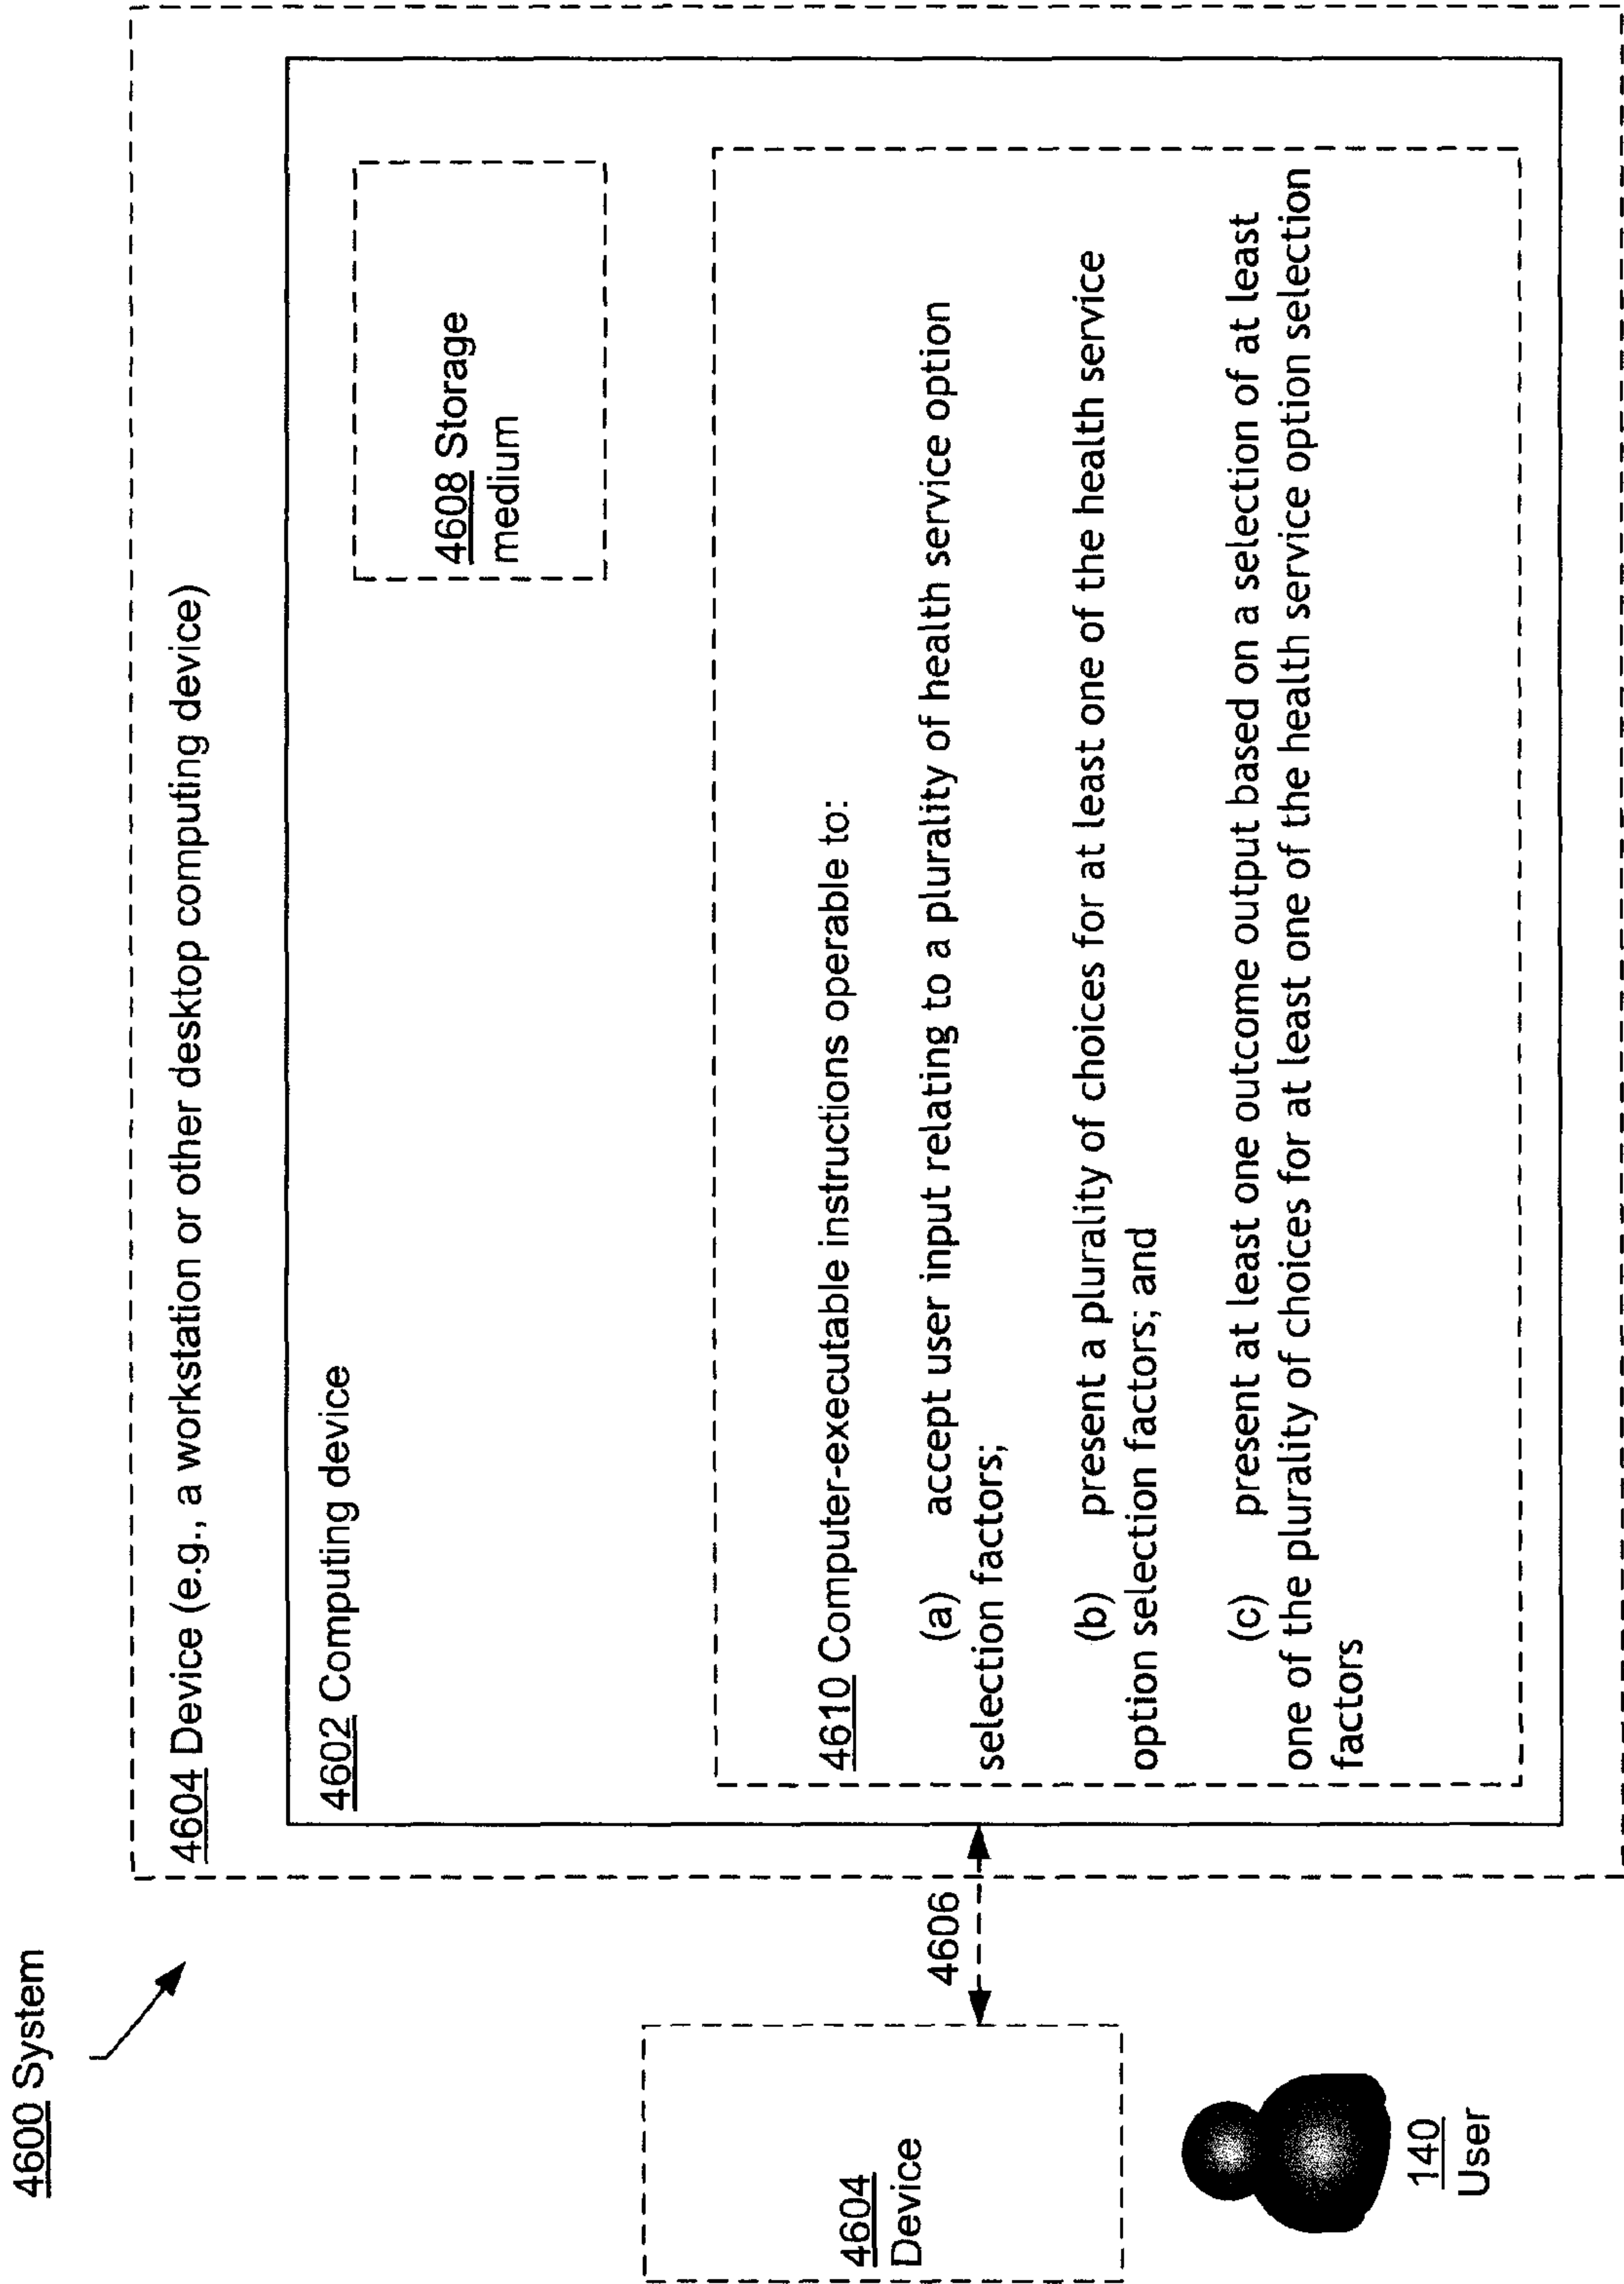 4600 System
4604 Device (e.g., a workstation or other desktop computing device)
4602 Computing device
4608 Storage
medium
4610 Computer-executable instructions operable to:
(a) accept user input relating to a plurality of health service option
selection factors;
(b) present a plurality of choices for at least one of the health service
option selection factors; and
(c) present at least one outcome output based on a selection of at least
one of the plurality of choices for at least one of the health service option selection
factors
4606
4604
Device
140
User